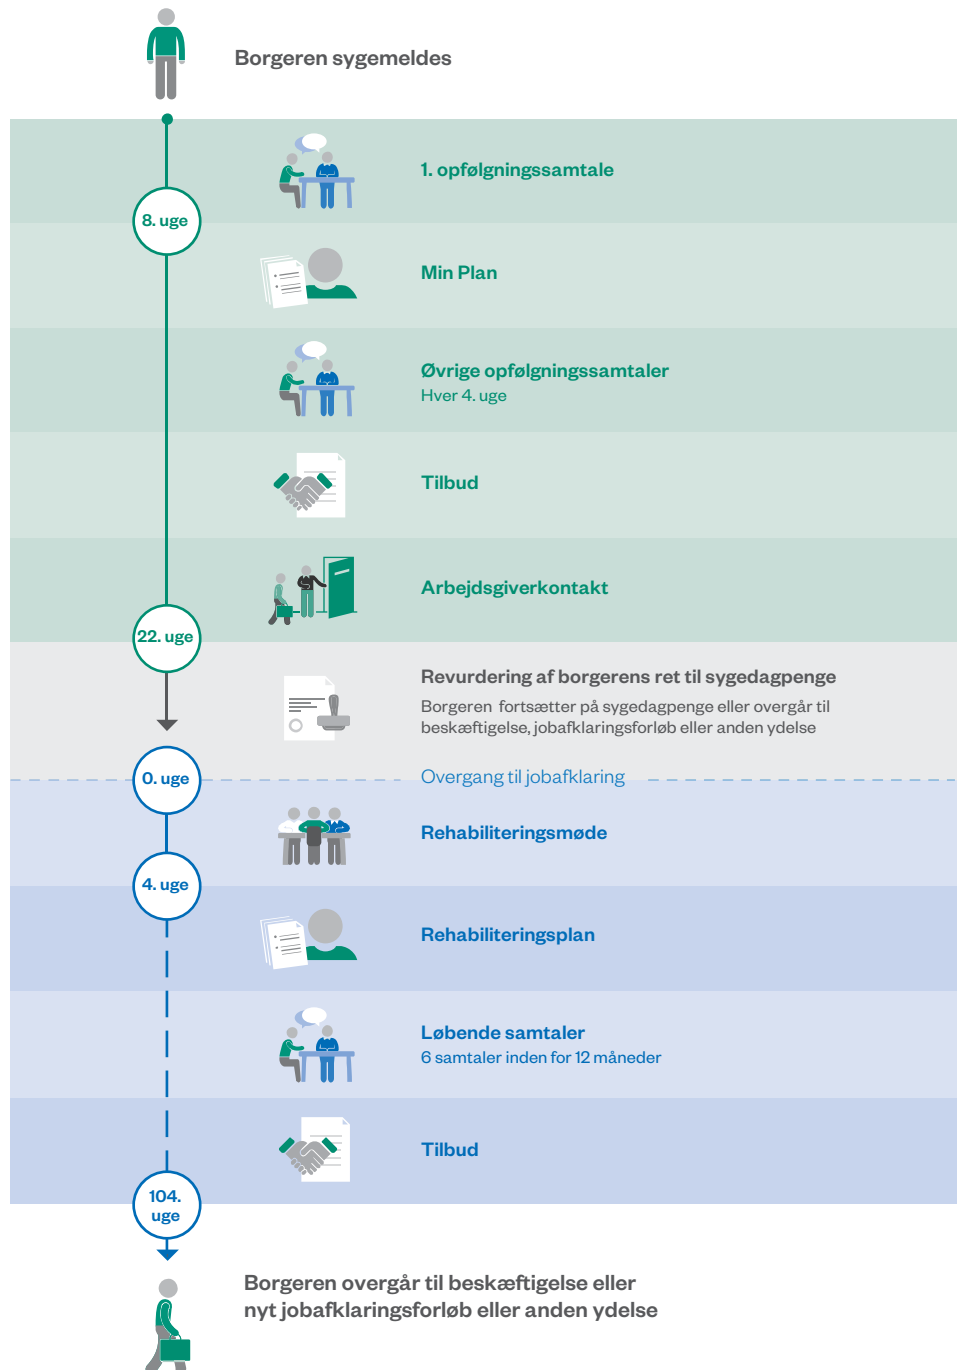 Borgeren sygemeldes
1. opfølgningssamtale
8. uge
Min Plan
Øvrige opfølgningssamtaler
Hver 4. uge
Tilbud
Arbejdsgiverkontakt
22. uge
Revurdering af borgerens ret til sygedagpenge
Borgeren fortsætter på sygedagpenge eller overgår til
beskæftigelse, jobafklaringsforløb eller anden ydelse
0. uge
Overgang til jobafklaring
Rehabiliteringsmøde
4. uge
Rehabiliteringsplan
Løbende samtaler
6 samtaler inden for 12 måneder
Tilbud
104.
uge
Borgeren overgår til beskæftigelse eller
nyt jobafklaringsforløb eller anden ydelse